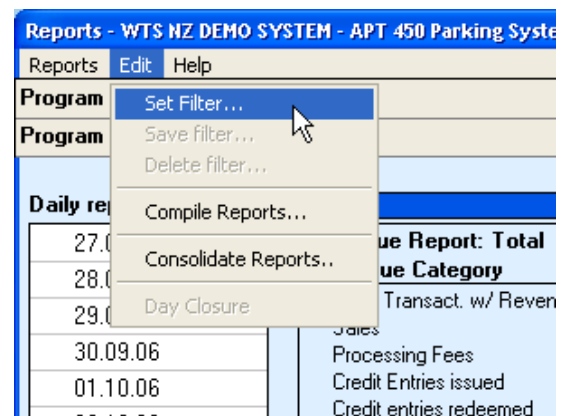 Reports - WTS NZ DEMO SYSTEM - APT 450 Parking Syste
Reports Edit Help
Program
Program
Set Filter...
Save filter...
Delete filter...
Compile Reports...
Consolidate Reports..
Day Closure
Daily re
27.0
28.0
29.0
30.09.06
01.10.06
ue Report: Total
ue Category
Transact. w/ Reven
Sales
Processing Fees
Credit Entries issued
Credit entries redeemed